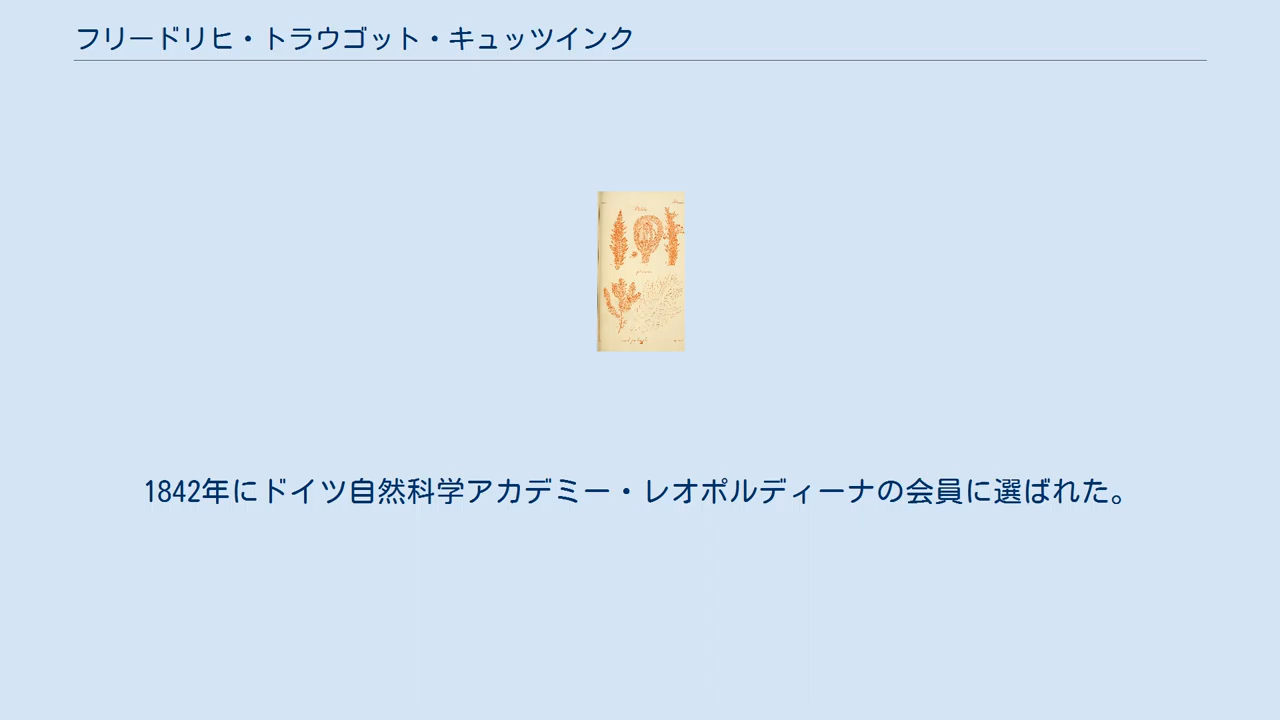 フリードリヒ・トラウゴット・キュッツインク
1842年にドイツ自然科学アカデミー・レオポルディーナの会員に選ばれた。